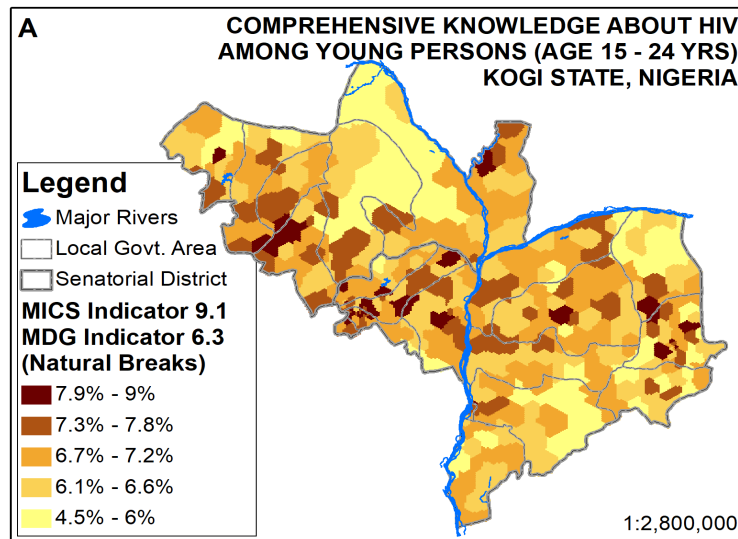 A
COMPREHENSIVE KNOWLEDGE ABOUT HIV
AMONG YOUNG PERSONS (AGE 15 - 24 YRS)
KOGI STATE, NIGERIA
Legend
Major Rivers
Local Govt. Area
Senatorial District
MICS Indicator 9.1
MDG Indicator 6.3
(Natural Breaks)
7.9% - 9%
7.3% - 7.8%
6.7% - 7.2%
6.1% - 6.6%
4.5% - 6%
1:2,800,000